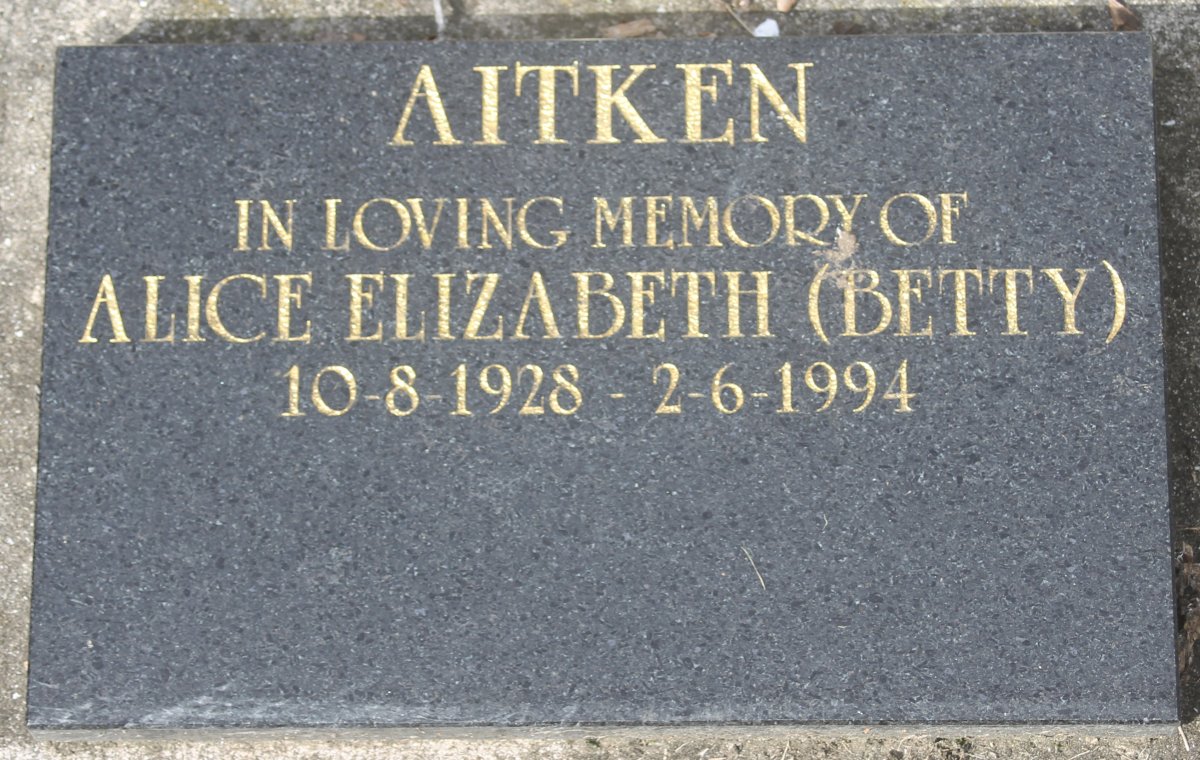 AITKEN
IN LOVING MEMORY OF
ALICE ELIZABETH (BETTY)
10-8-1928 - 2-6-1994